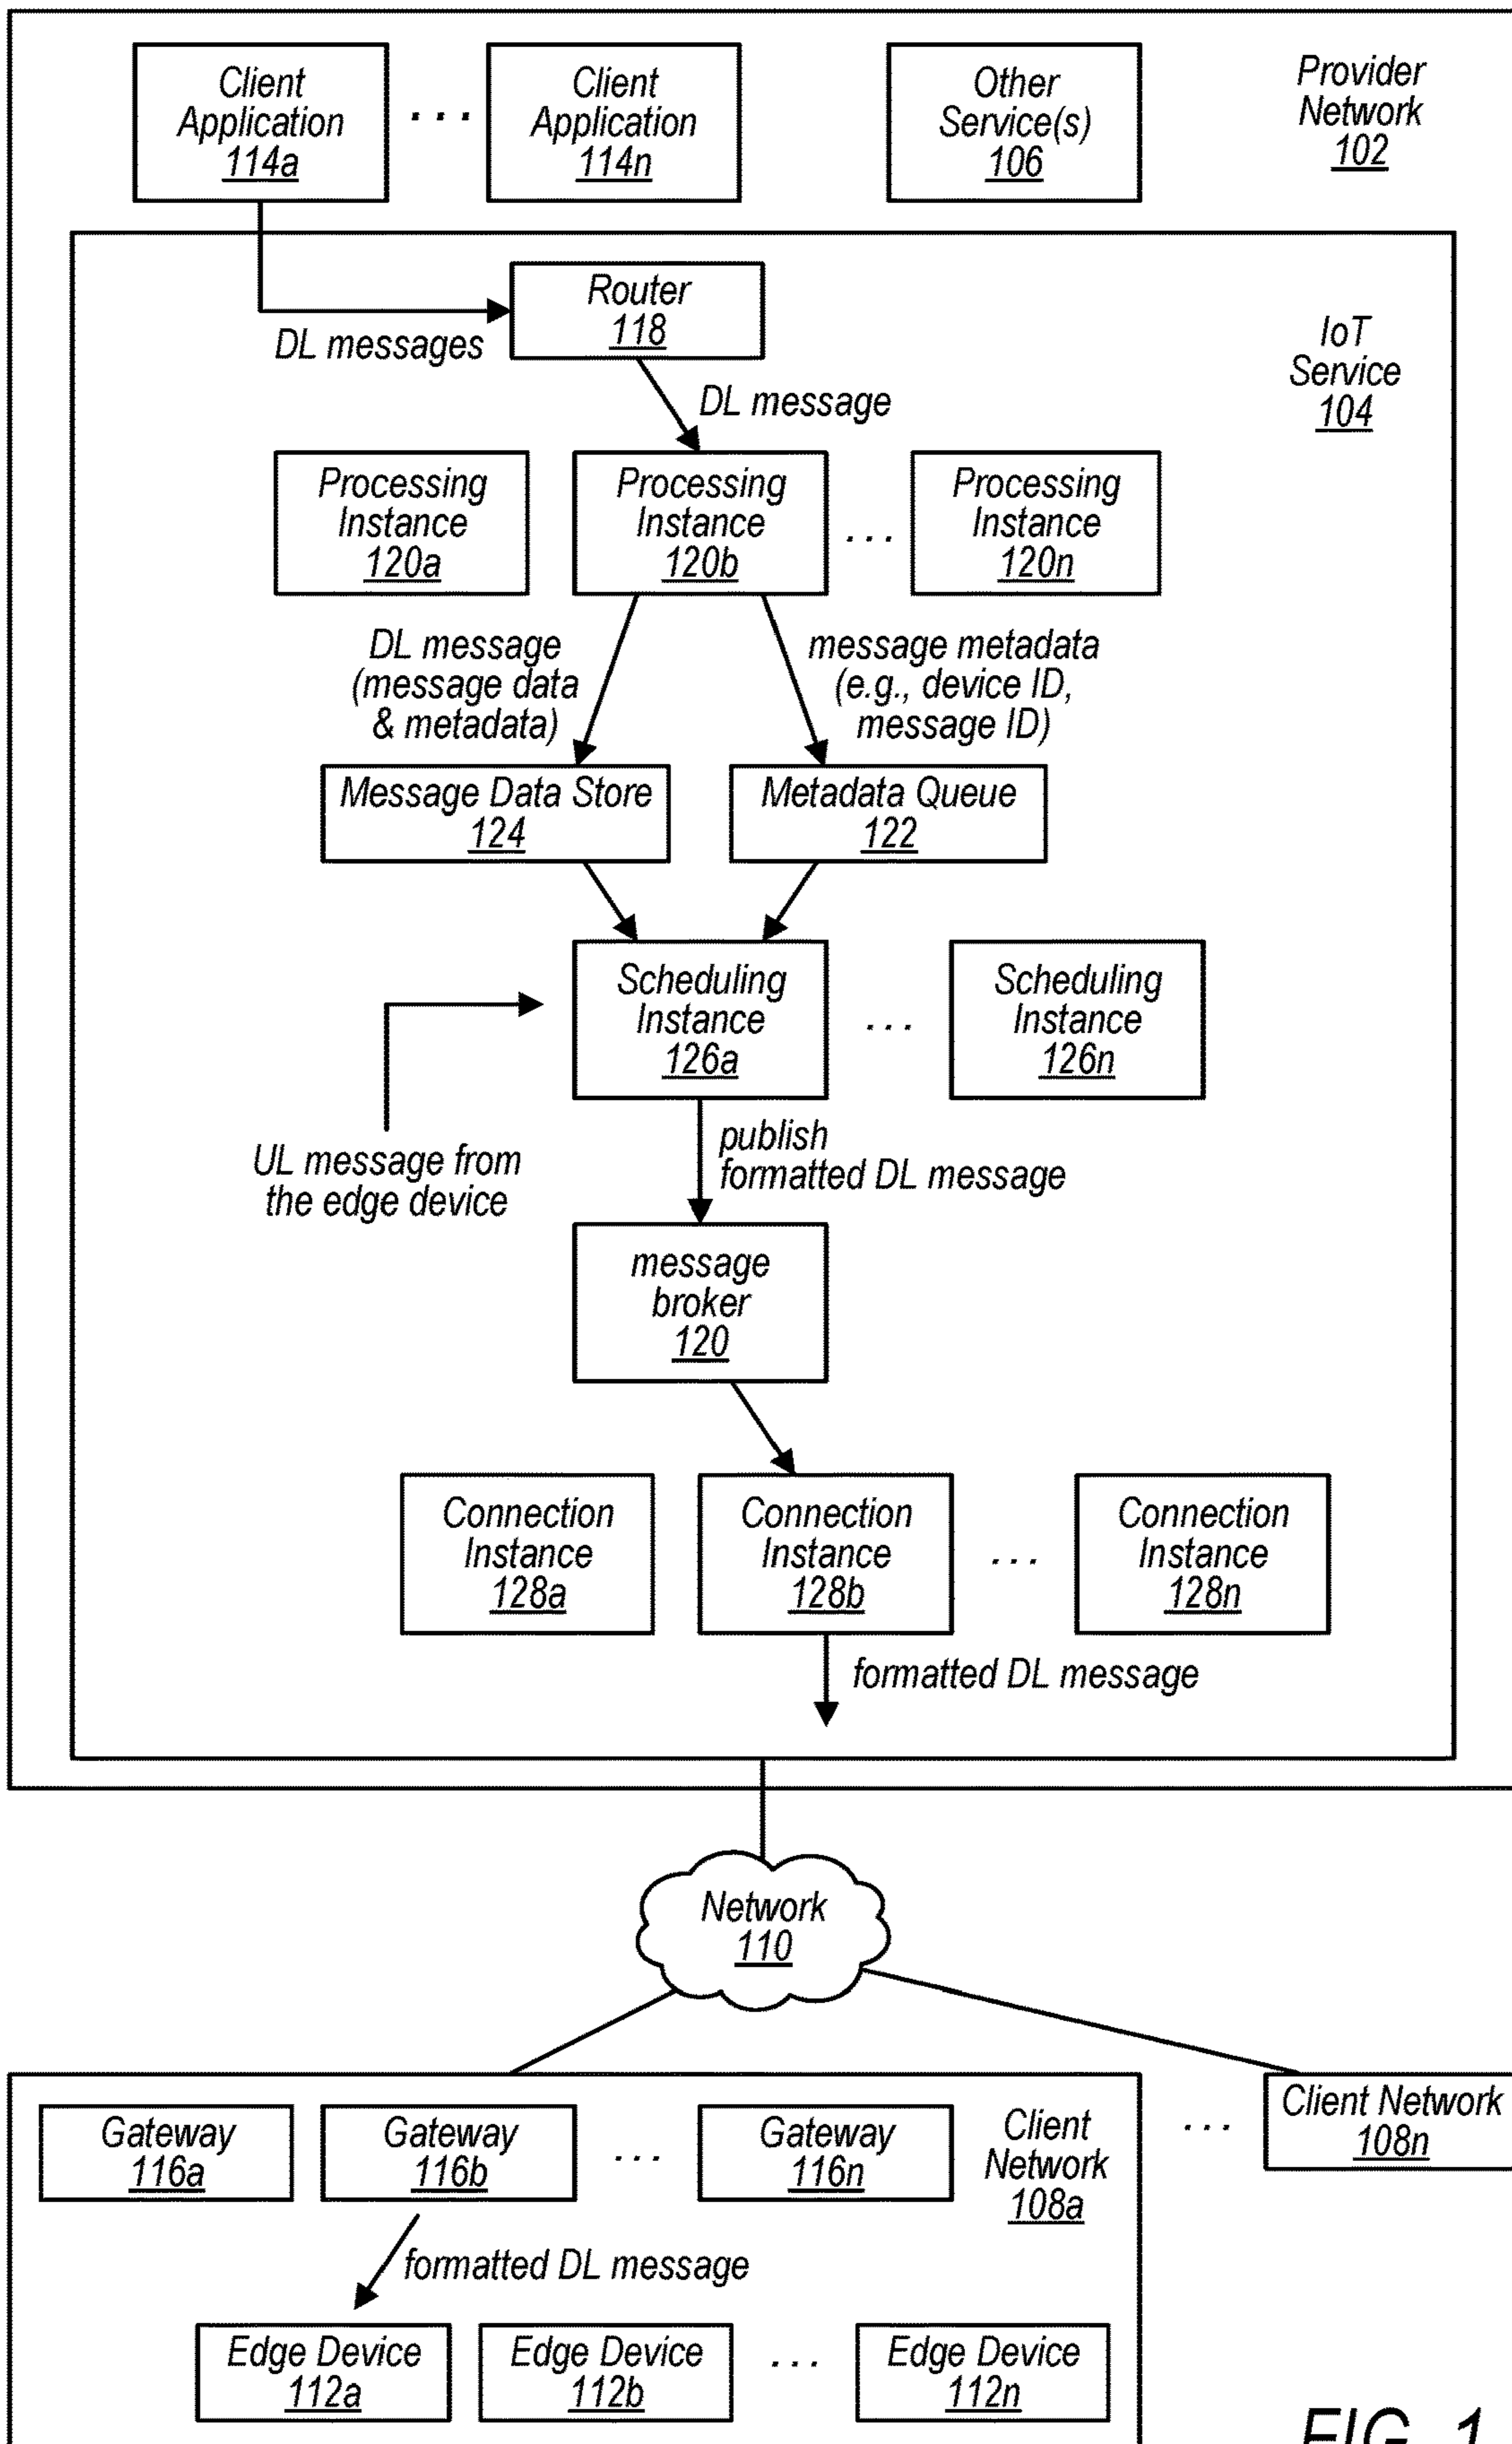 Client
Application
114a
. . .
Client
Application
114n
Other
Service(s)
106
Provider
Network
102
Router
118
DL messages
IoT
Service
104
DL message
Processing
Instance
120a
Processing
Instance
120b
. . .
Processing
Instance
120n
DL message
(message data
& metadata)
message metadata
(e.g., device ID,
message ID)
Message Data Store
124
Metadata Queue
122
Scheduling
Instance
126a
. . .
Scheduling
Instance
126n
UL message from
the edge device
publish
formatted DL message
message
broker
120
Connection
Instance
128a
Connection
Instance
128b
. . .
Connection
Instance
128n
formatted DL message
Network
110
Gateway
116a
Gateway
116b
. . .
Gateway
116n
Client
Network
108a
. . .
Client Network
108n
formatted DL message
Edge Device
112a
Edge Device
112b
. . .
Edge Device
112n
FIG. 1